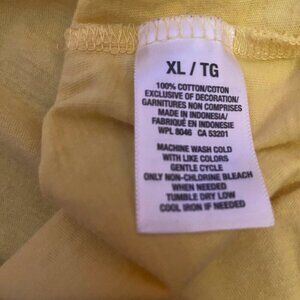 XL / TG
100% COTTON/COTON
EXCLUSIVE OF DECORATION/
GARNITURES NON COMPRISES
MADE IN INDONESIA/
FABRIQUÉ EN INDONESIE
WPL 8046 CA 53201
MACHINE WASH COLD
WITH LIKE COLORS
GENTLE CYCLE
ONLY NON-CHLORINE BLEACH
WHEN NEEDED
TUMBLE DRY LOW
COOL IRON IF NEEDED